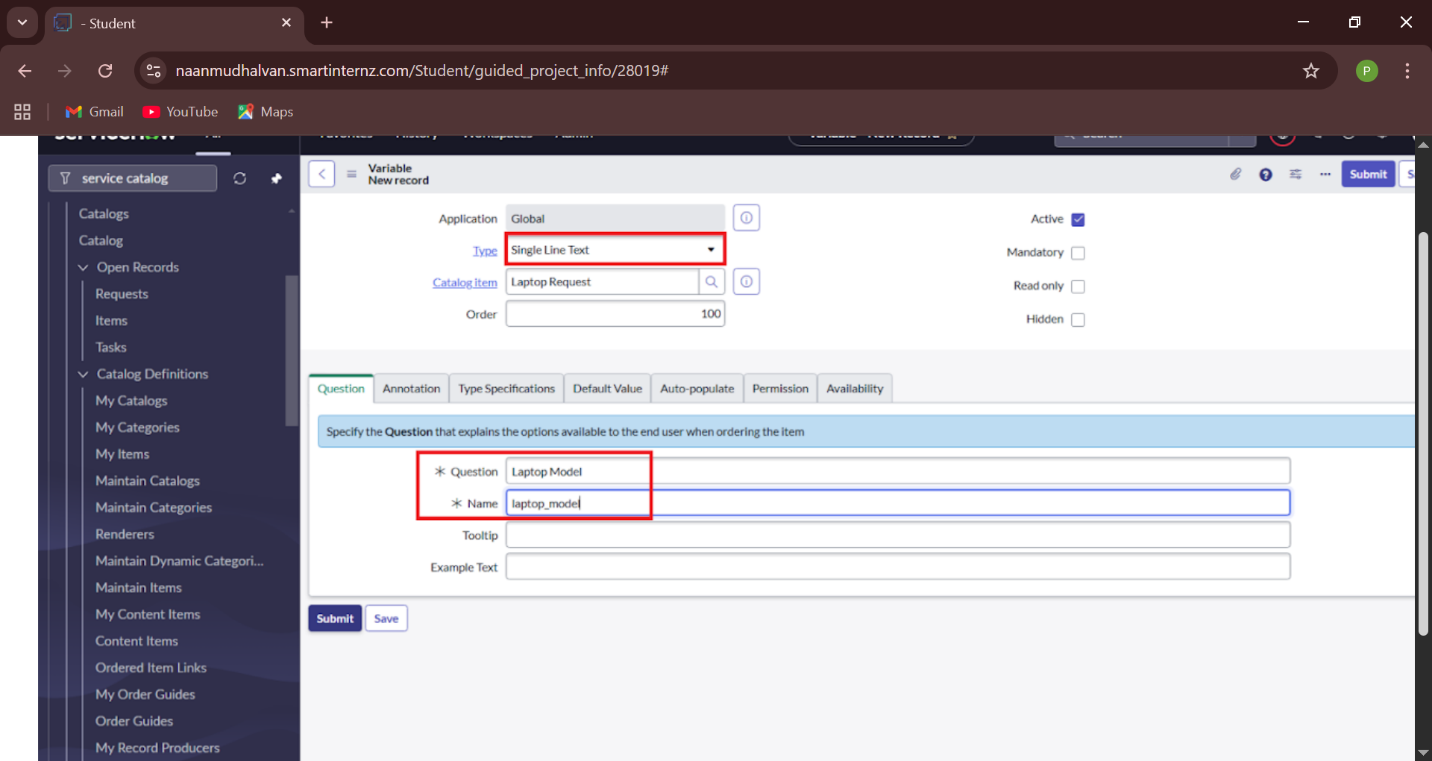 - Student
naanmudhalvan.smartinternz.com/Student/guided_project_info/28019#
P
Gmail
YouTube
Maps
service catalog
Variable
New record
Submit
Catalogs
Catalog
Open Records
Requests
Items
Tasks
Catalog Definitions
My Catalogs
My Categories
My Items
Maintain Catalogs
Maintain Categories
Renderers
Maintain Dynamic Categori...
Maintain Items
My Content Items
Content Items
Ordered Item Links
My Order Guides
Order Guides
My Record Producers
Application Global
Type Single Line Text
Catalog item Laptop Request
Order 100
Active
Mandatory
Read only
Hidden
Question Annotation Type Specifications Default Value Auto-populate Permission Availability
Specify the Question that explains the options available to the end user when ordering the item
Question Laptop Model
Name laptop_model
Tooltip
Example Text
Submit Save